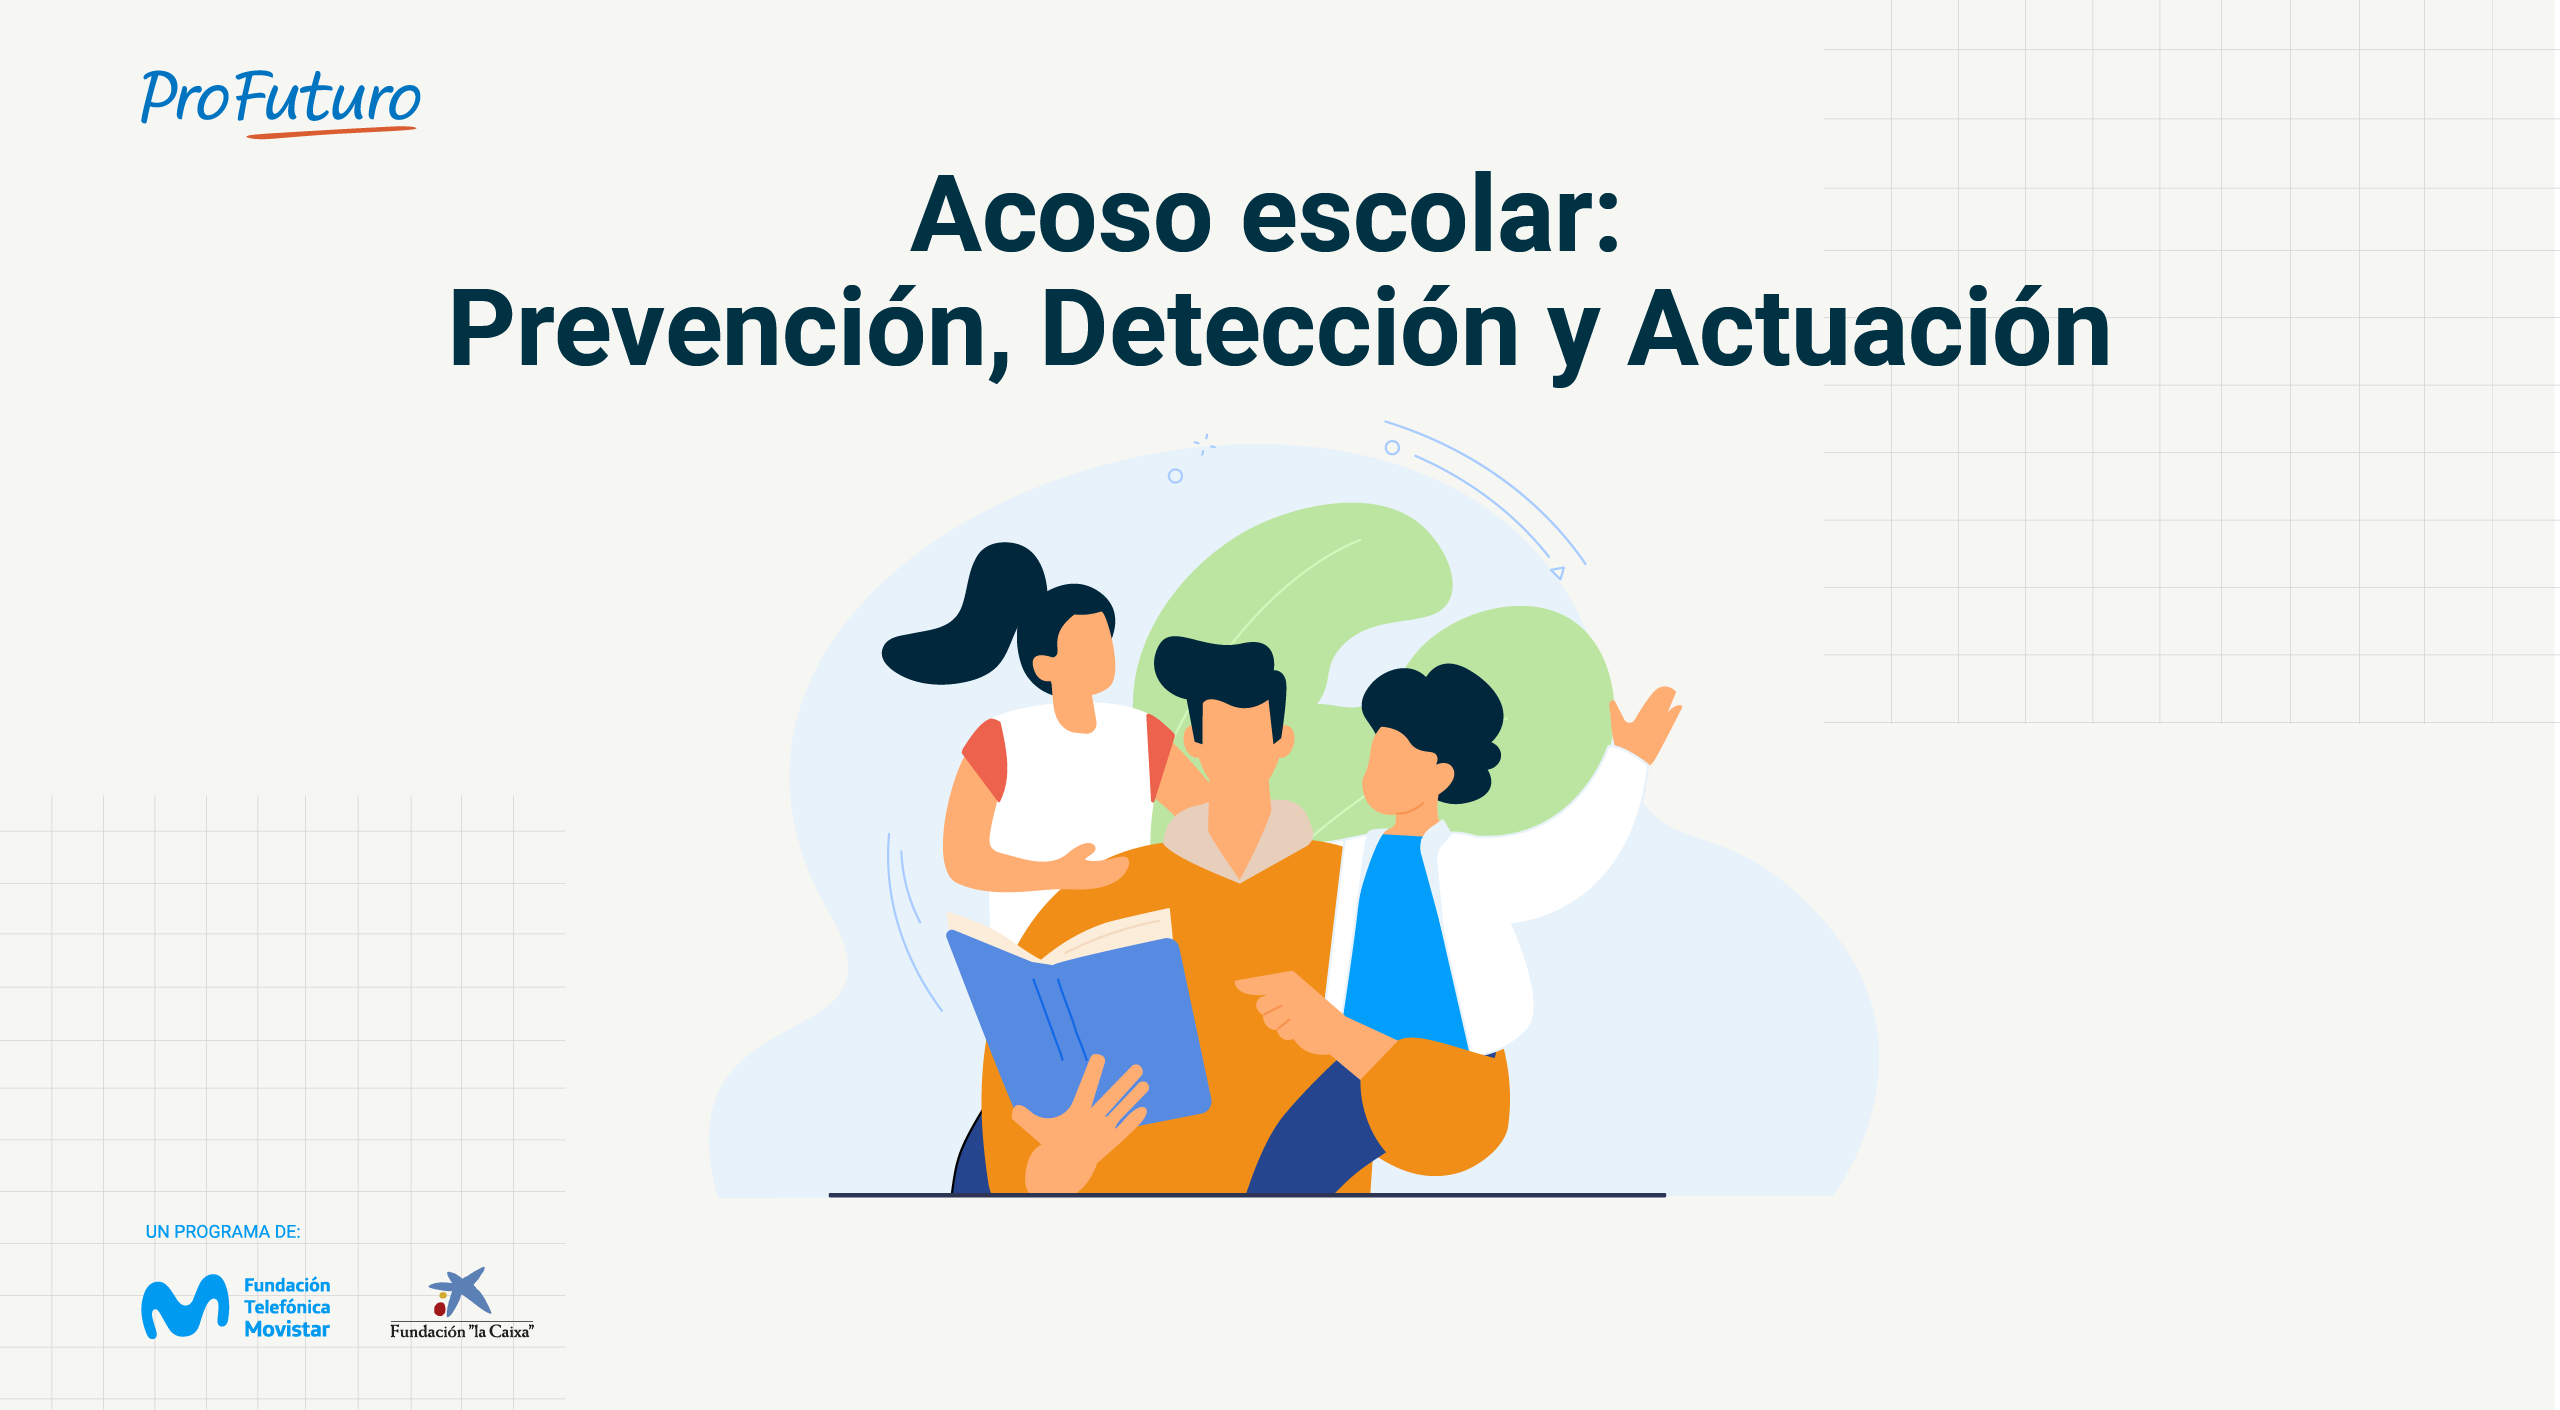 ProFuturo
Acoso escolar:
Prevención, Detección y Actuación
UN PROGRAMA DE:
Fundación
Telefónica
Movistar
Fundación "la Caixa"